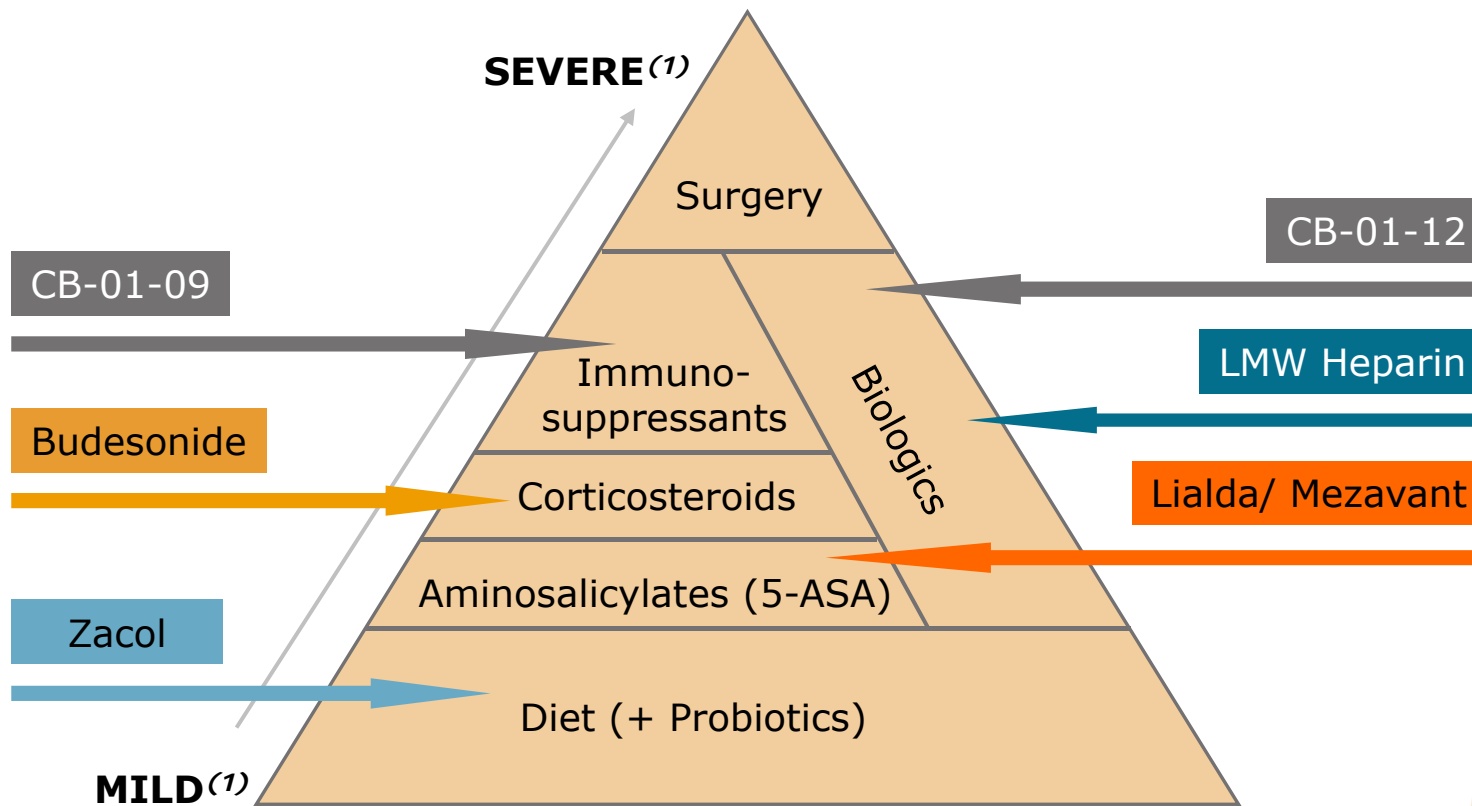 SEVERE(1)
Surgery
CB-01-12
CB-01-09
LMW Heparin
Immuno-
suppressants
Biologics
Budesonide
Corticosteroids
Lialda/ Mezavant
Aminosalicylates (5-ASA)
Zacol
Diet (+ Probiotics)
MILD(1)